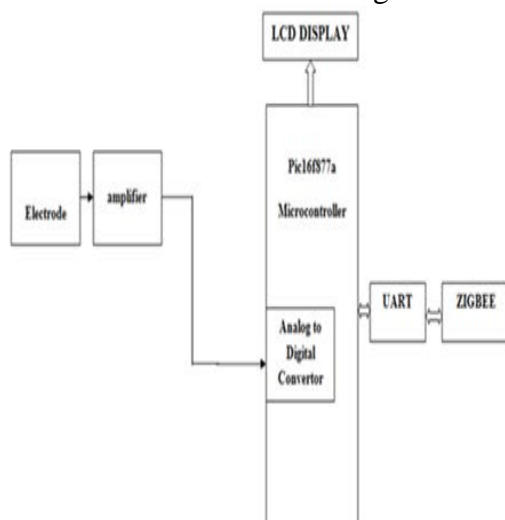 LCD DISPLAY
Pic16f877a
Microcontroller
Electrode
amplifier
UART
ZIGBEE
Analog to
Digital
Convertor